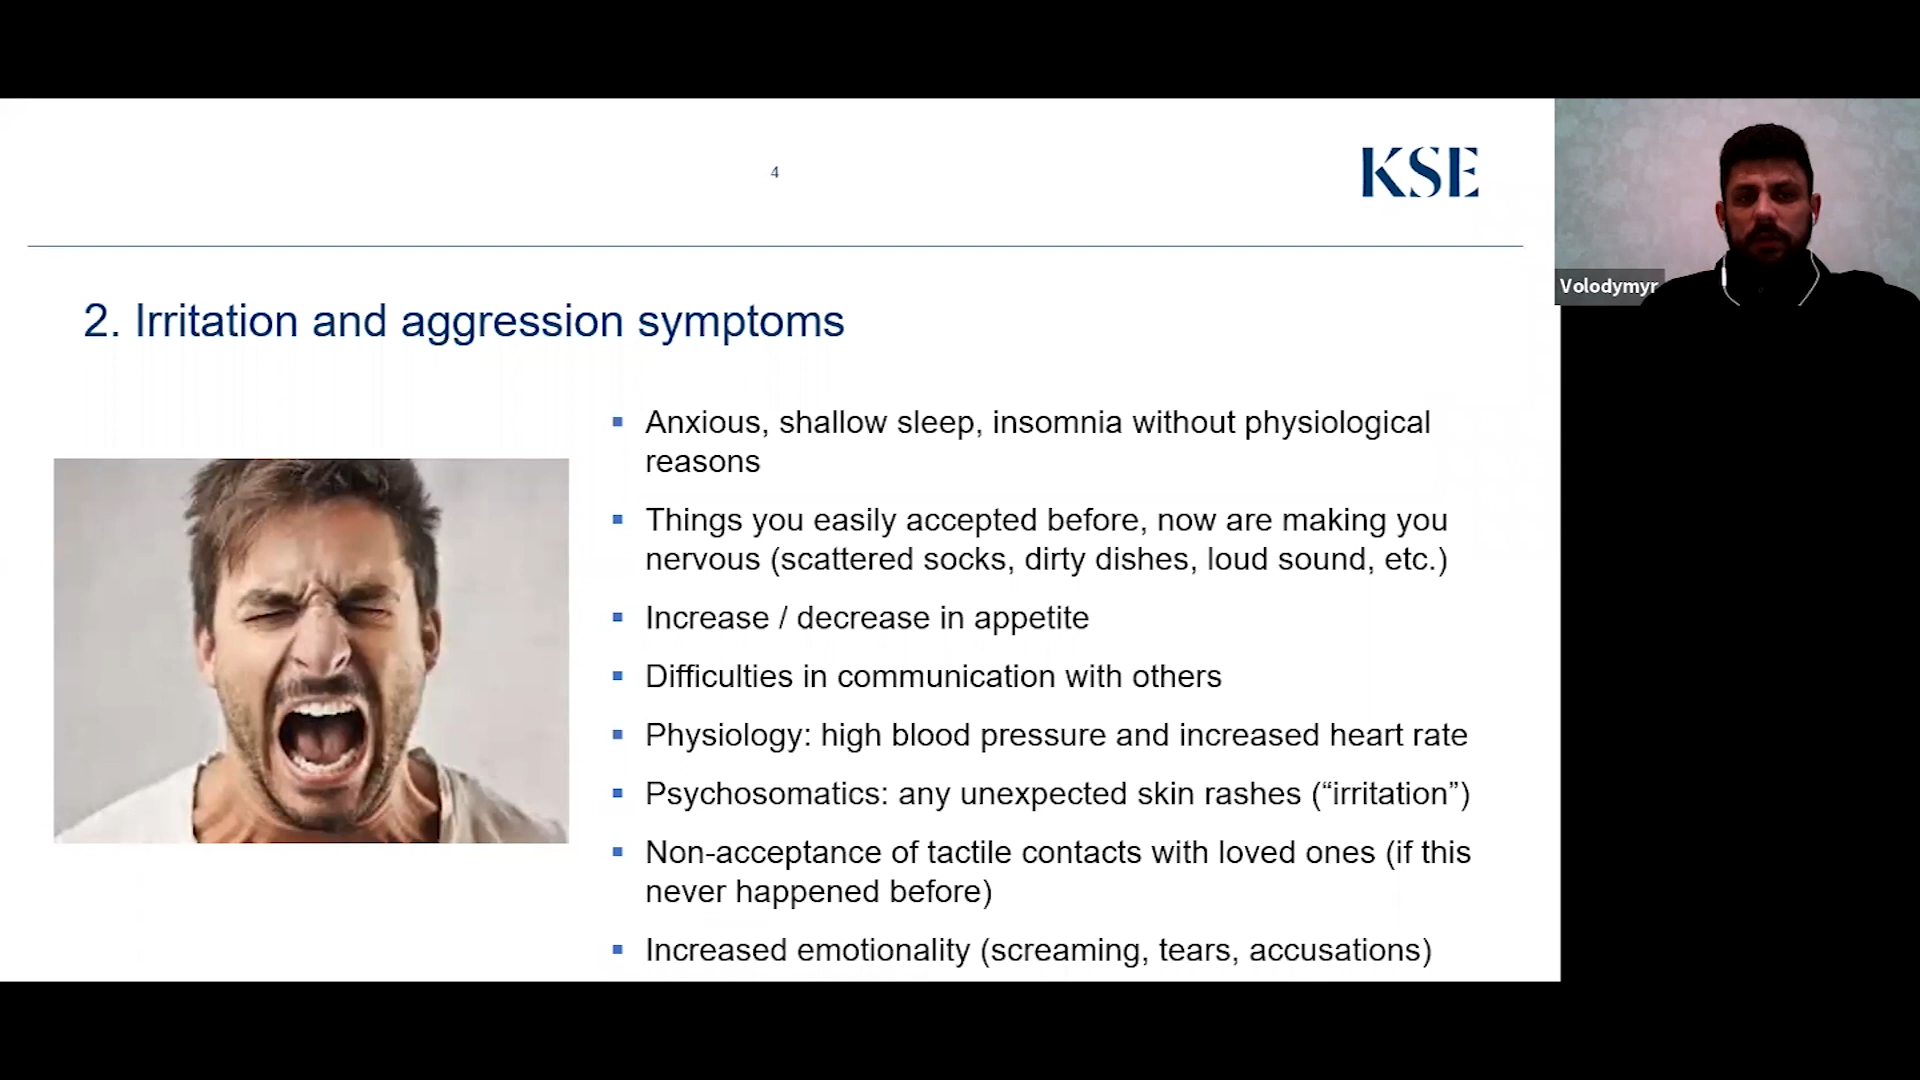 4
KSE
Volodymyr
2. Irritation and aggression symptoms
▪ Anxious, shallow sleep, insomnia without physiological
reasons
▪ Things you easily accepted before, now are making you
nervous (scattered socks, dirty dishes, loud sound, etc.)
▪ Increase / decrease in appetite
▪ Difficulties in communication with others
▪ Physiology: high blood pressure and increased heart rate
▪ Psychosomatics: any unexpected skin rashes (“irritation”)
▪ Non-acceptance of tactile contacts with loved ones (if this
never happened before)
▪ Increased emotionality (screaming, tears, accusations)